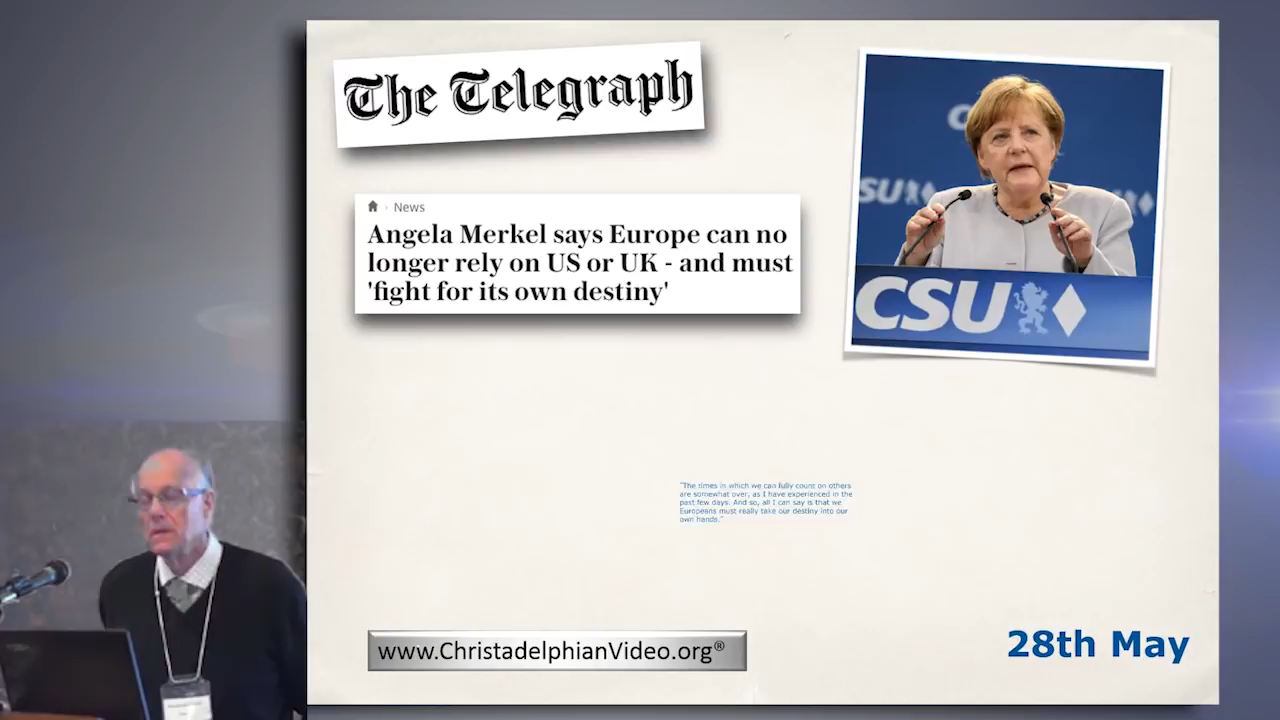 The Telegraph
News
Angela Merkel says Europe can no
longer rely on US or UK - and must
'fight for its own destiny'
SU
CSU
"The times in which we can fully count on others
are somewhat over, as I have experienced in the
past few days. And so, all I can say is that we
Europeans must really take our destiny into our
own hands."
www.ChristadelphianVideo.org®
28th May